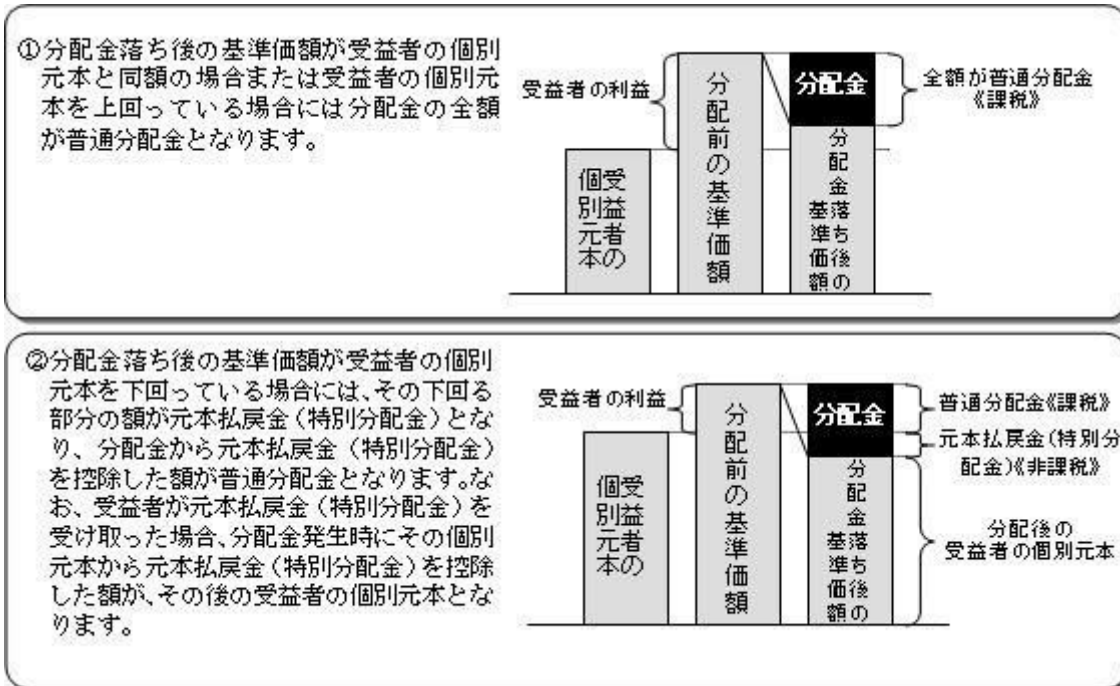 ①分配金落ち後の基準価額が受益者の個別
元本と同額の場合または受益者の個別元
本を上回っている場合には分配金の全額
が普通分配金となります。
受益者の利益
受益者の
個別元本
分配前の基準価額
分配金
分配金落ち後の
基準価額
全額が普通分配金
《課税》
②分配金落ち後の基準価額が受益者の個別
元本を下回っている場合には、その下回る
部分の額が元本払戻金（特別分配金）とな
り、分配金から元本払戻金（特別分配金）
を控除した額が普通分配金となります。な
お、受益者が元本払戻金（特別分配金）を
受け取った場合、分配金発生時にその個別
元本から元本払戻金（特別分配金）を控除
した額が、その後の受益者の個別元本とな
ります。
受益者の利益
受益者の
個別元本
分配前の基準価額
分配金
分配金落ち後の
基準価額
普通分配金《課税》
元本払戻金（特別分
配金）《非課税》
分配後の
受益者の個別元本